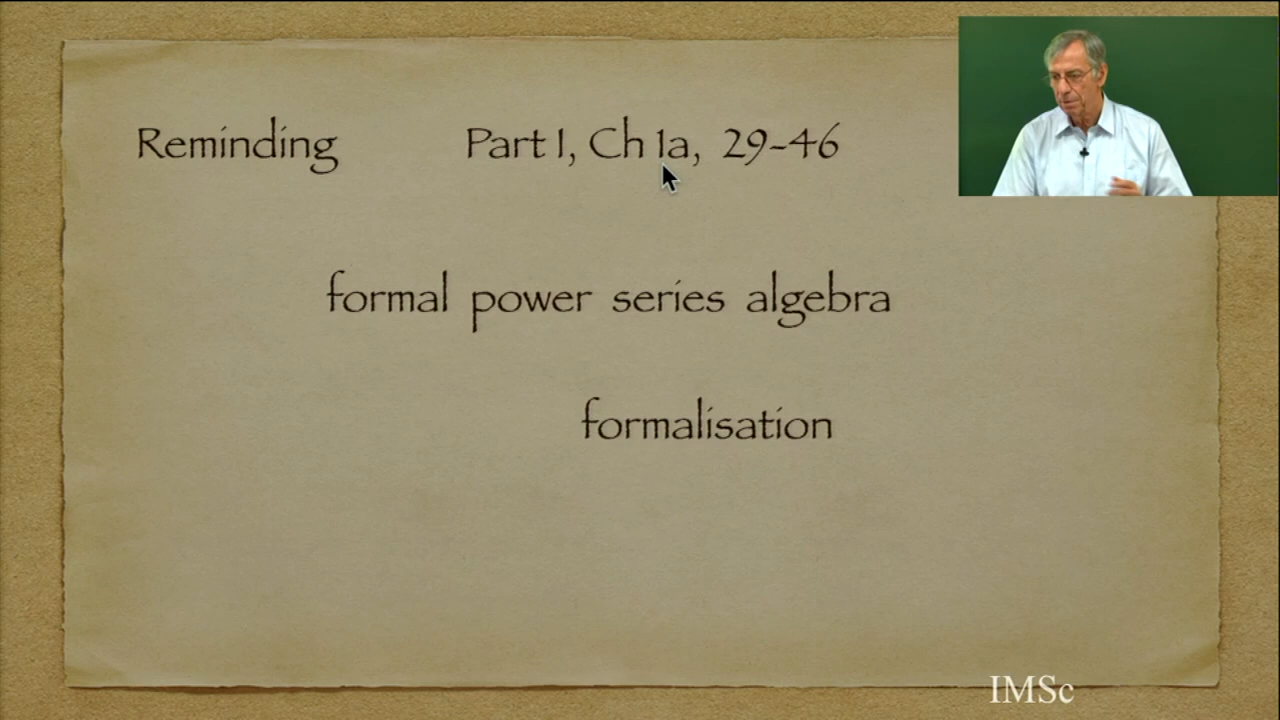 Reminding Part I, Ch 1a, 29-46
formal power series algebra
formalisation
IMSc